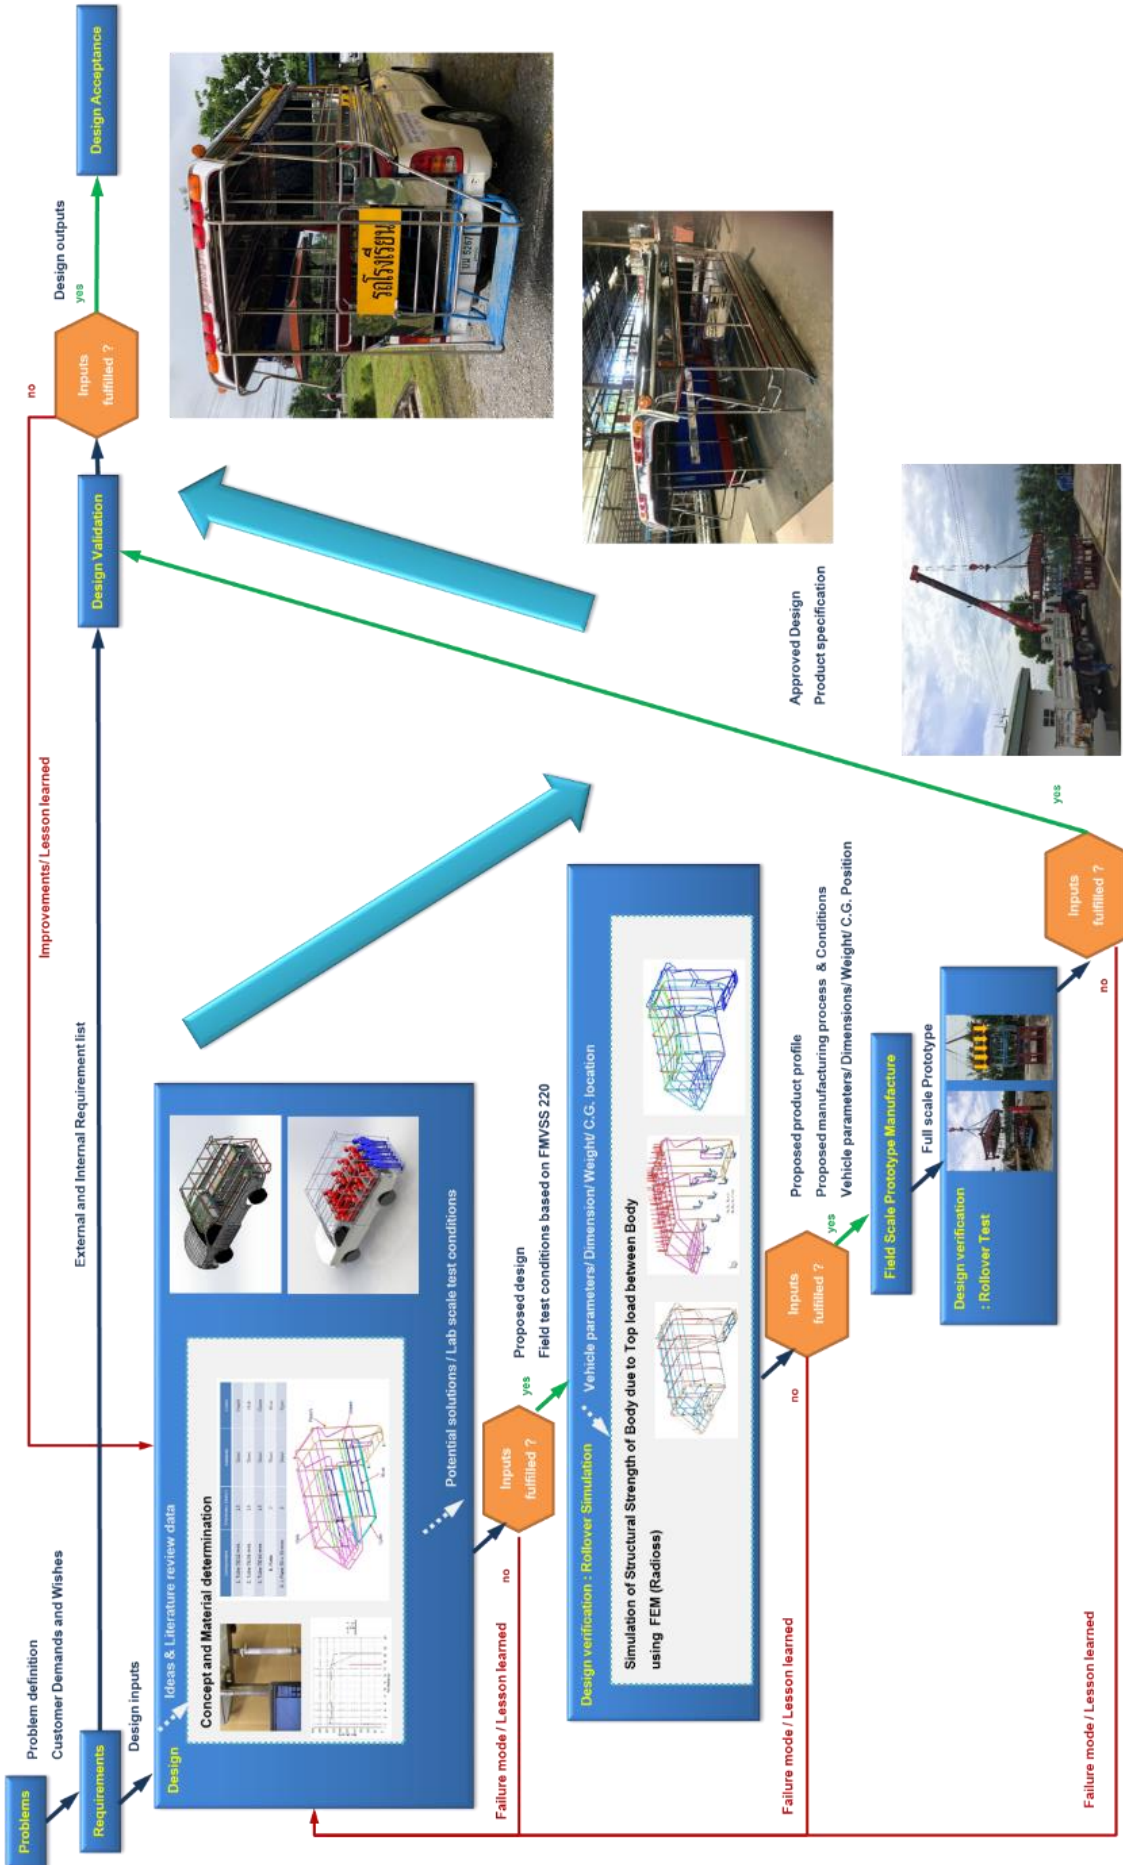 Problems
Problem definition
Customer Demands and Wishes
Requirements
Design inputs
External and Internal Requirement list
Improvements/ Lesson learned
Design Validation
Inputs
fulfilled ?
no
yes
Design outputs
Design Acceptance
Design
Ideas & Literature review data
Concept and Material determination
Potential solutions / Lab scale test conditions
Inputs
fulfilled ?
no
yes
Failure mode / Lesson learned
Proposed design
Field test conditions based on FMVSS 220
Design verification : Rollover Simulation
Vehicle parameters/ Dimension/ Weight/ C.G. location
Simulation of Structural Strength of Body due to Top load between Body
using FEM (Radioss)
Inputs
fulfilled ?
no
yes
Failure mode / Lesson learned
Proposed product profile
Proposed manufacturing process & Conditions
Vehicle parameters/ Dimensions/ Weight/ C.G. Position
Field Scale Prototype Manufacture
Full scale Prototype
Design verification
: Rollover Test
Inputs
fulfilled ?
no
yes
Failure mode / Lesson learned
Approved Design
Product specification
รถโรงเรียน